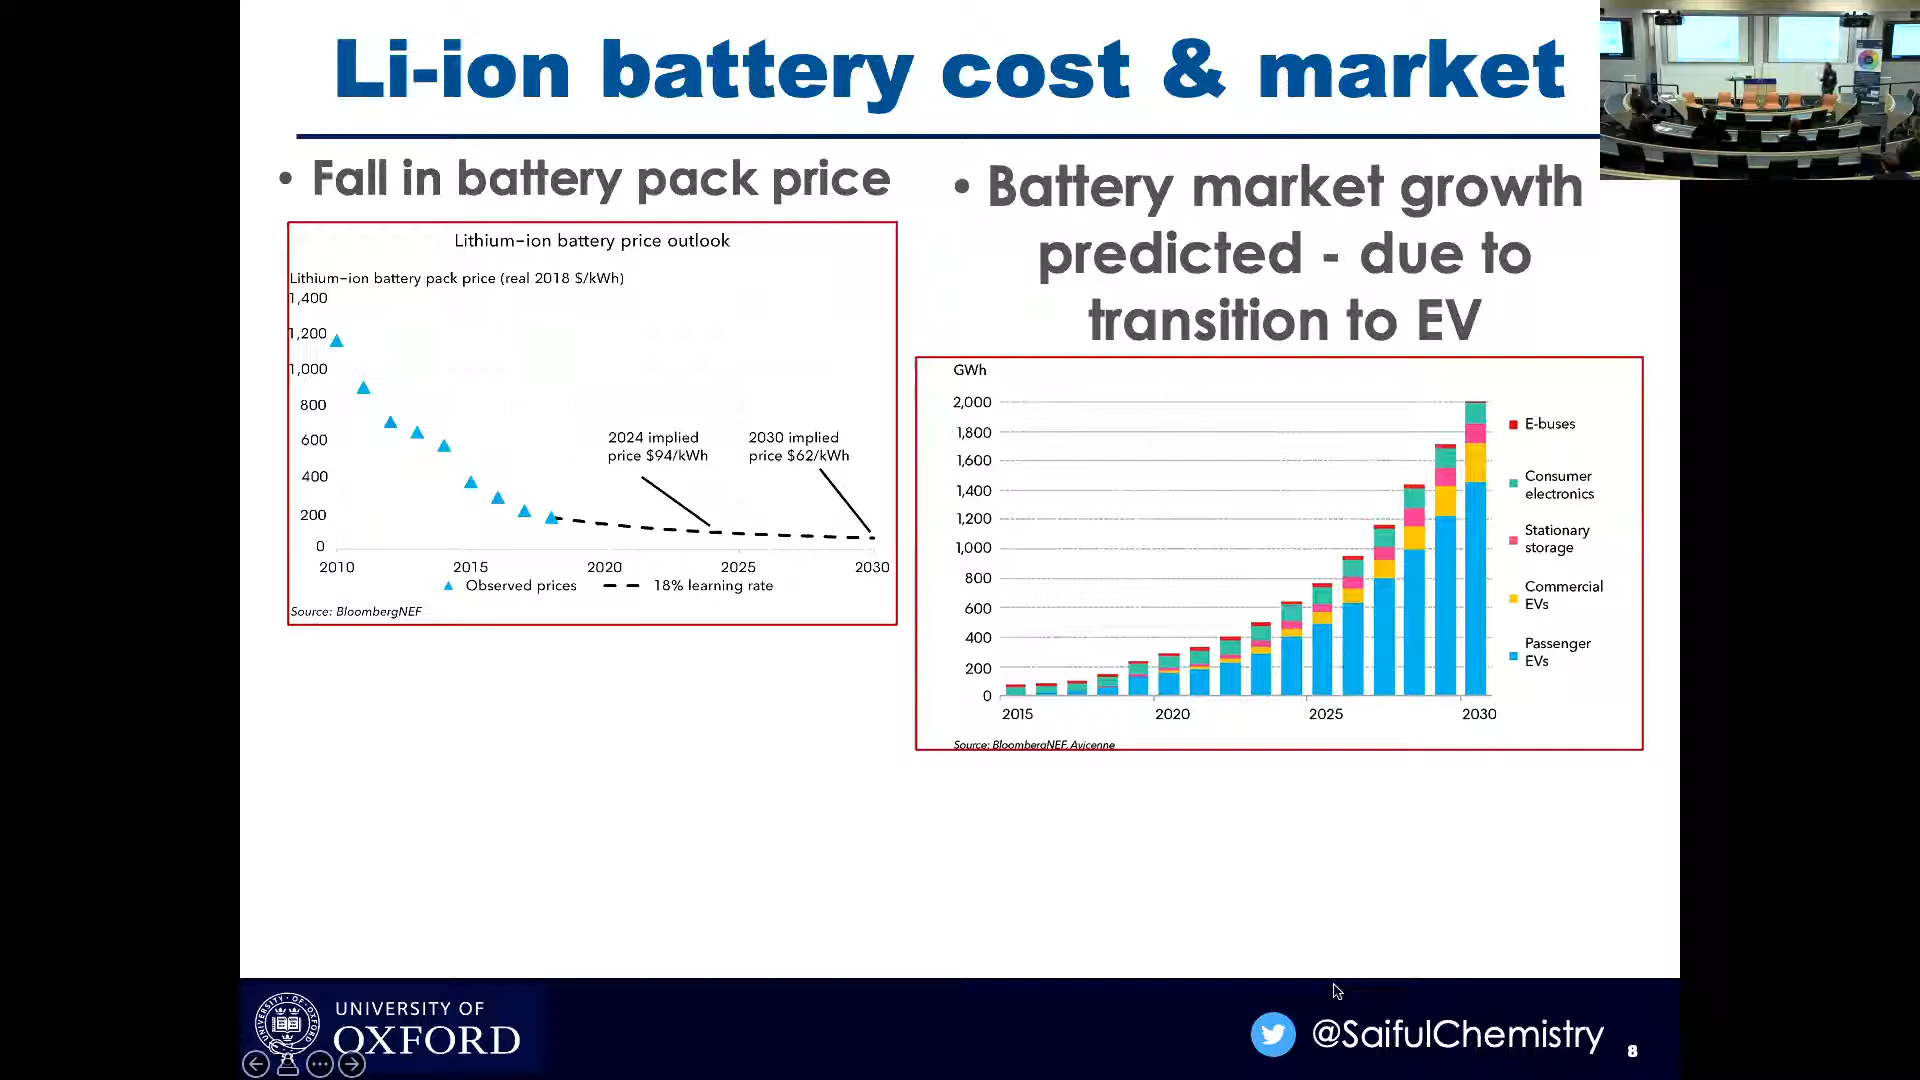 Li-ion battery cost & market
• Fall in battery pack price
Lithium-ion battery price outlook
Lithium-ion battery pack price (real 2018 $/kWh)
1,400
1,200
1,000
800
600
400
200
0
2024 implied
price $94/kWh
2030 implied
price $62/kWh
2010 2015 2020 2025 2030
Observed prices 18% learning rate
Source: BloombergNEF
• Battery market growth
predicted - due to
transition to EV
GWh
2,000
1,800
1,600
1,400
1,200
1,000
800
600
400
200
0
2015 2020 2025 2030
E-buses
Consumer
electronics
Stationary
storage
Commercial
EVs
Passenger
EVs
Source: BloombergNEF, Avicenne
UNIVERSITY OF
OXFORD
@SaifulChemistry
8